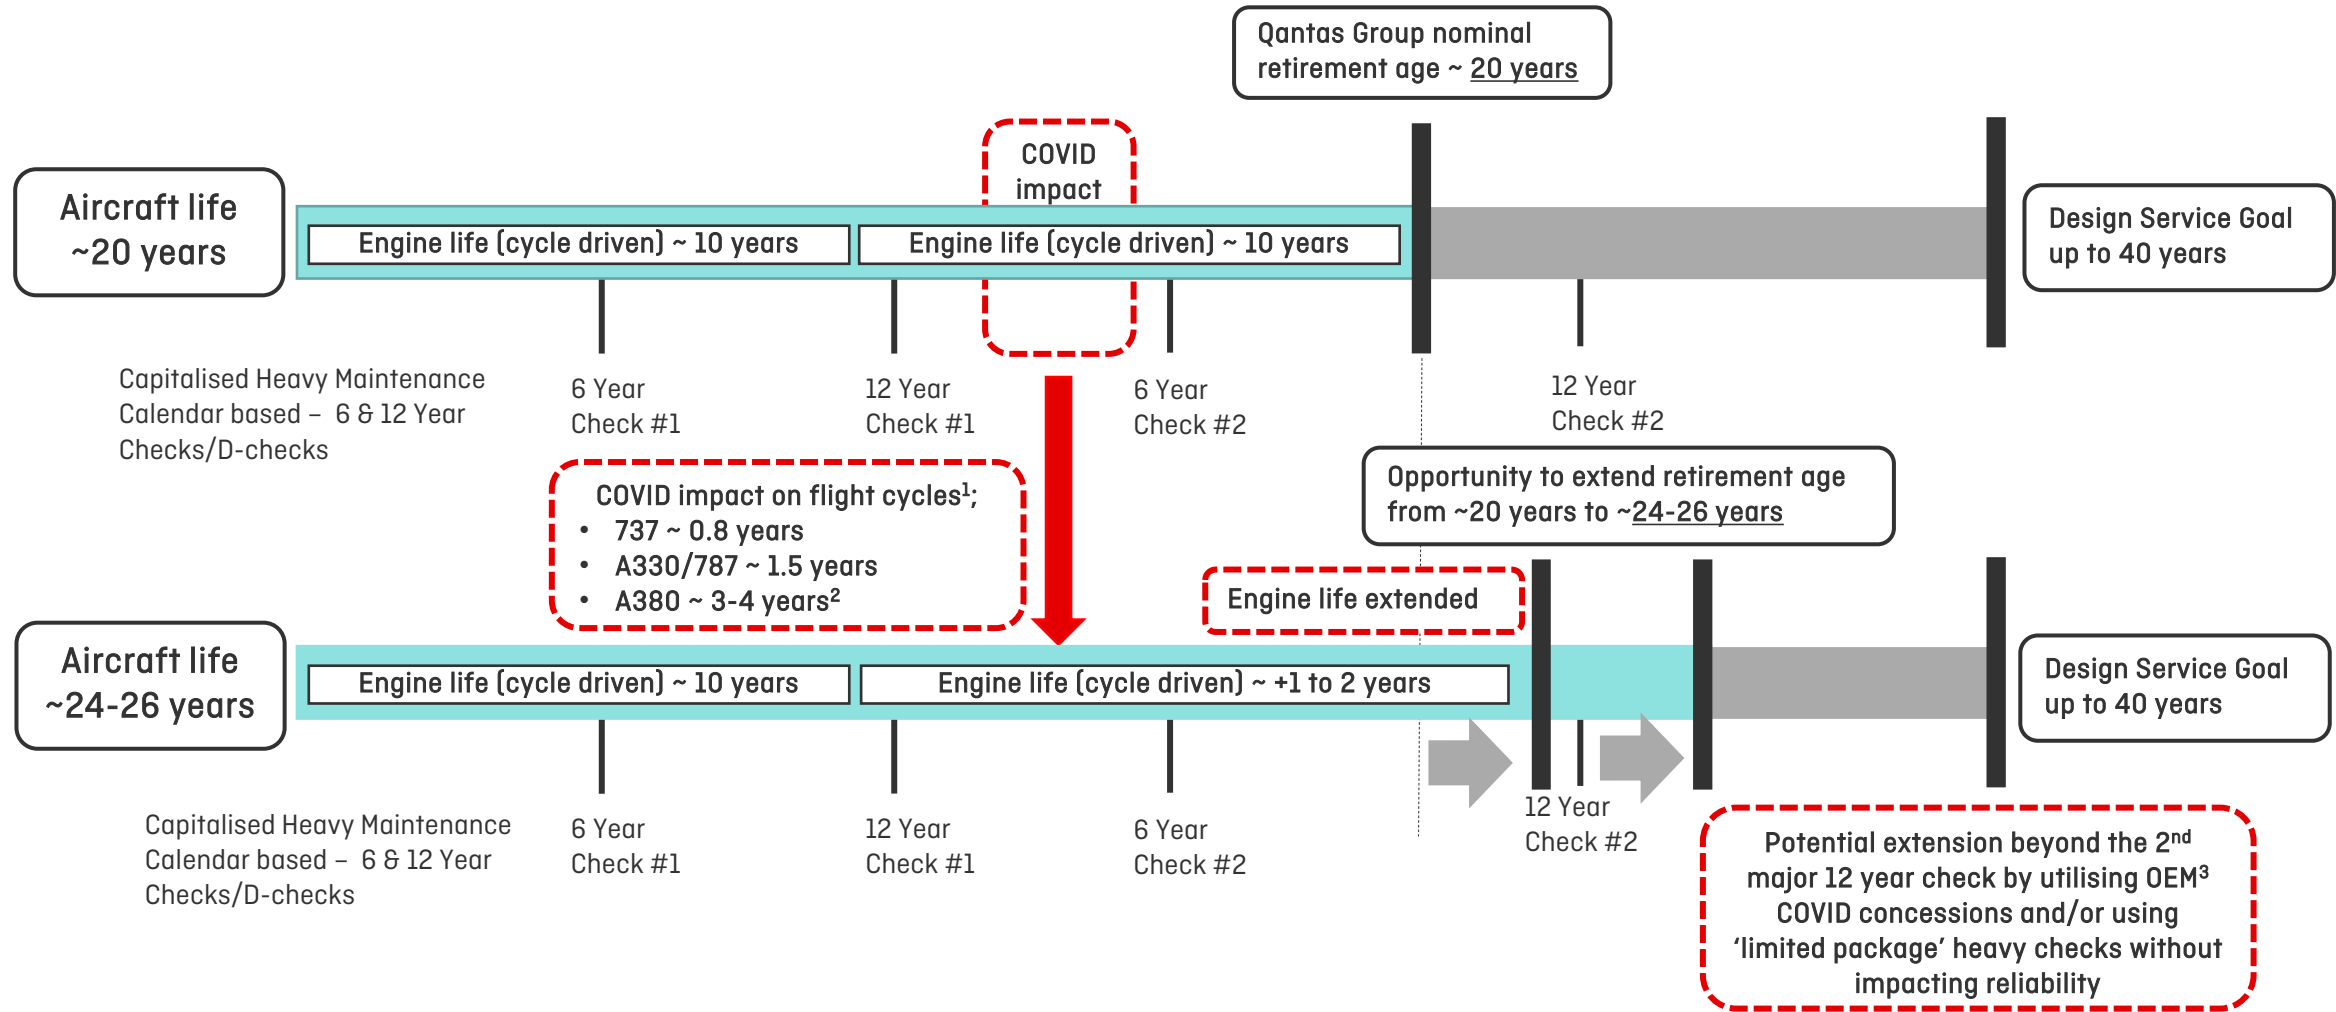 Qantas Group nominal
retirement age ~ 20 years
COVID
impact
Aircraft life
~20 years
Engine life (cycle driven) ~ 10 years
Engine life (cycle driven) ~ 10 years
Design Service Goal
up to 40 years
Capitalised Heavy Maintenance
Calendar based – 6 & 12 Year
Checks/D-checks
6 Year
Check #1
12 Year
Check #1
6 Year
Check #2
12 Year
Check #2
COVID impact on flight cycles¹;
• 737 ~ 0.8 years
• A330/787 ~ 1.5 years
• A380 ~ 3-4 years²
Opportunity to extend retirement age
from ~20 years to ~24-26 years
Engine life extended
Aircraft life
~24-26 years
Engine life (cycle driven) ~ 10 years
Engine life (cycle driven) ~ +1 to 2 years
Design Service Goal
up to 40 years
Capitalised Heavy Maintenance
Calendar based – 6 & 12 Year
Checks/D-checks
6 Year
Check #1
12 Year
Check #1
6 Year
Check #2
12 Year
Check #2
Potential extension beyond the 2nd
major 12 year check by utilising OEM³
COVID concessions and/or using
‘limited package’ heavy checks without
impacting reliability